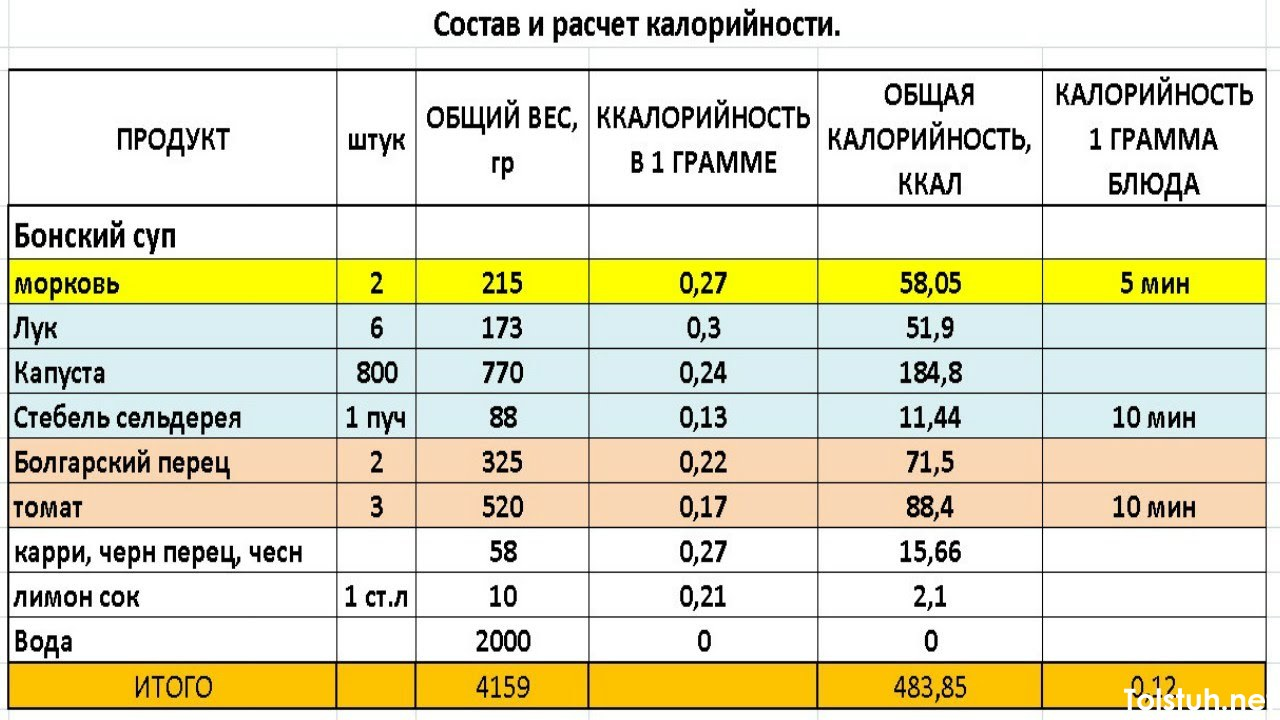 Состав и расчет калорийности.
ПРОДУКТ штук ОБЩИЙ ВЕС, гр ККАЛОРИЙНОСТЬ В 1 ГРАММЕ ОБЩАЯ КАЛОРИЙНОСТЬ, ККАЛ КАЛОРИЙНОСТЬ 1 ГРАММА БЛЮДА
Бонский суп
морковь 2 215 0,27 58,05 5 мин
Лук 6 173 0,3 51,9
Капуста 800 770 0,24 184,8
Стебель сельдерея 1 пуч 88 0,13 11,44 10 мин
Болгарский перец 2 325 0,22 71,5
томат 3 520 0,17 88,4 10 мин
карри, черн перец, чесн 58 0,27 15,66
лимон сок 1 ст.л 10 0,21 2,1
Вода 2000 0 0
ИТОГО 4159 483,85 0,12
Tolstuh.ne